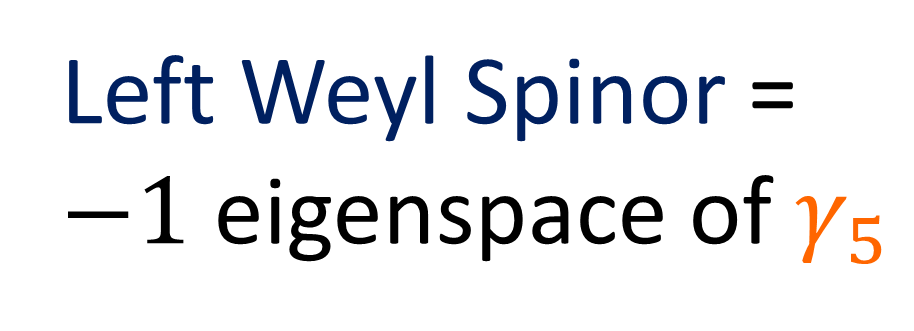 Left Weyl Spinor =
−1 eigenspace of γ₅